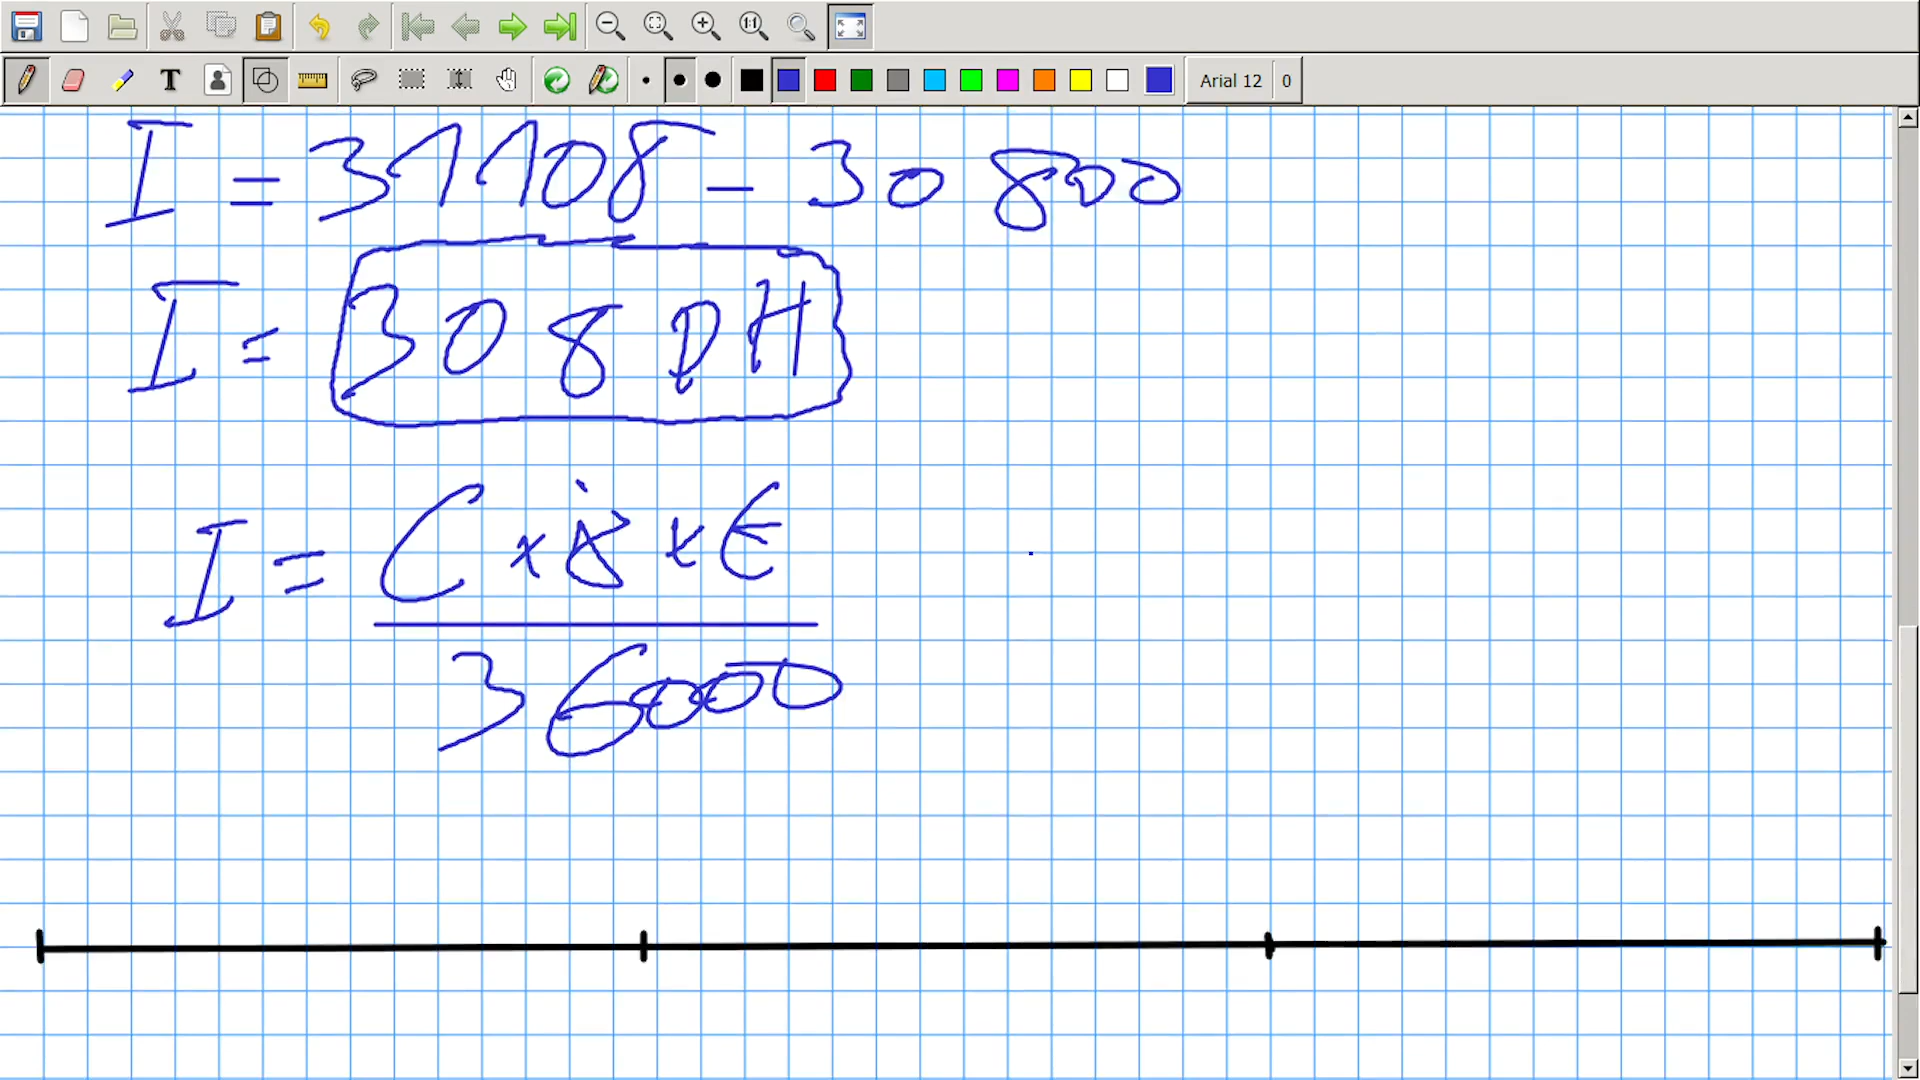 Arial 12 0
I = 31108 - 30 800
I = 308 DH
I = C × × t
36000